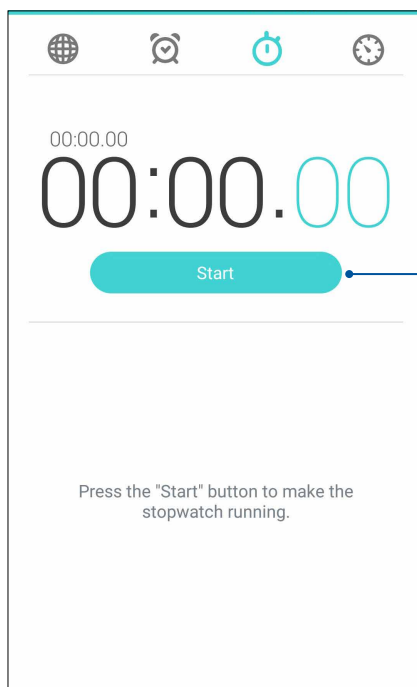 00:00.00
00:00.00
Start
Press the "Start" button to make the
stopwatch running.